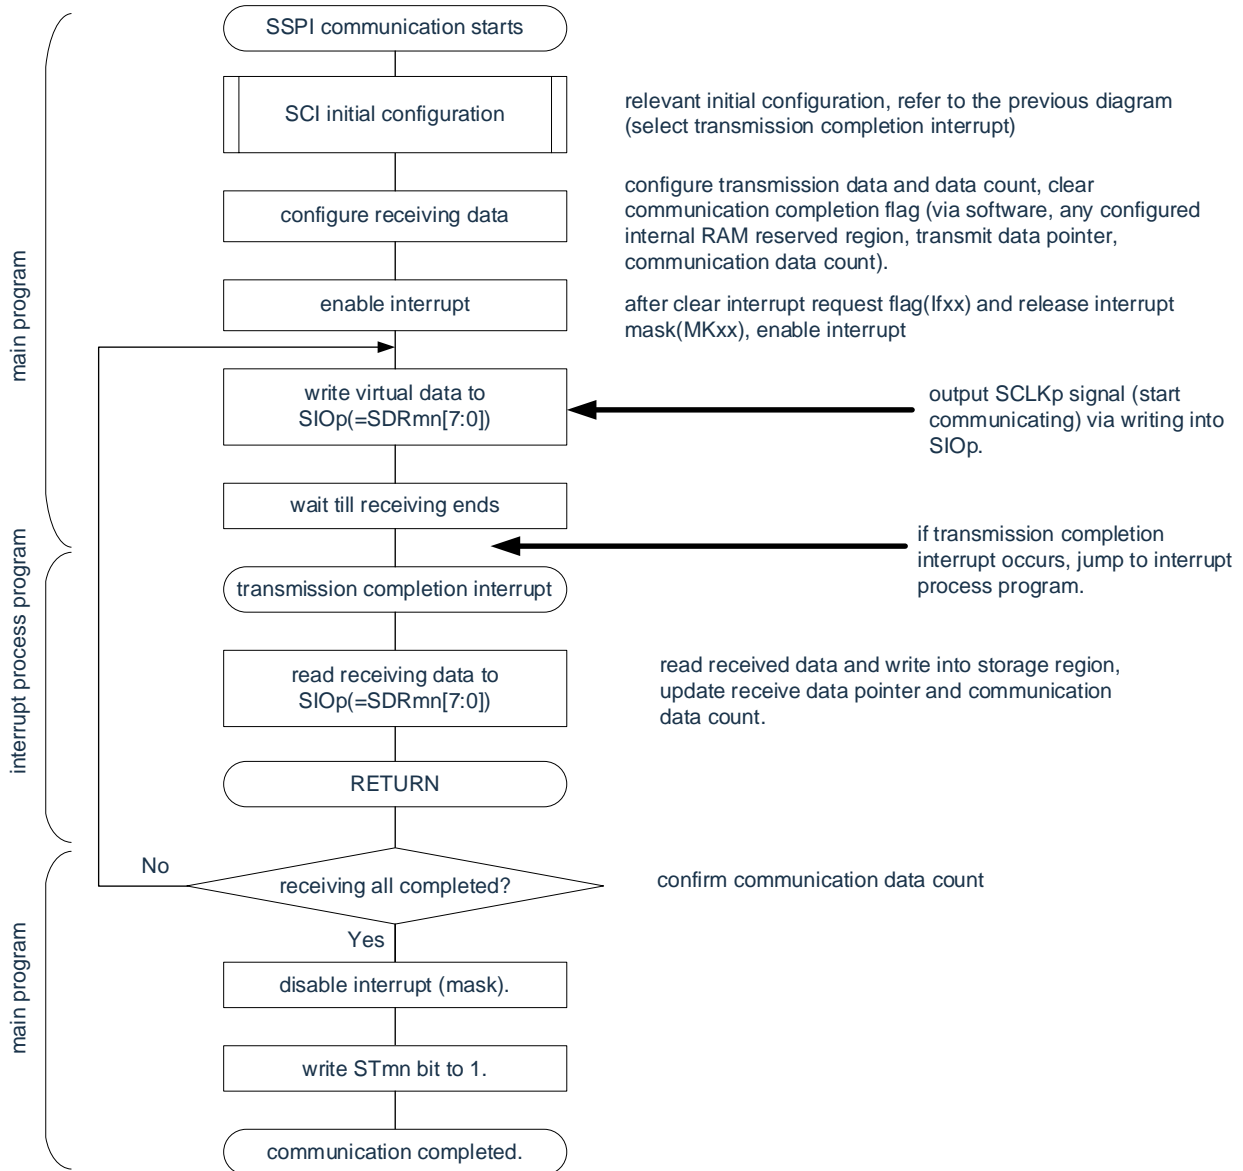 SSPI communication starts
SCI initial configuration
relevant initial configuration, refer to the previous diagram
(select transmission completion interrupt)
configure receiving data
configure transmission data and data count, clear
communication completion flag (via software, any configured
internal RAM reserved region, transmit data pointer,
communication data count).
main program
enable interrupt
after clear interrupt request flag(Ifxx) and release interrupt
mask(MKxx), enable interrupt
write virtual data to
SIOp(=SDRmn[7:0])
output SCLKp signal (start
communicating) via writing into
SIOp.
wait till receiving ends
if transmission completion
interrupt occurs, jump to interrupt
process program.
interrupt process program
transmission completion interrupt
read receiving data to
SIOp(=SDRmn[7:0])
read received data and write into storage region,
update receive data pointer and communication
data count.
RETURN
No
receiving all completed?
confirm communication data count
Yes
main program
disable interrupt (mask).
write STmn bit to 1.
communication completed.